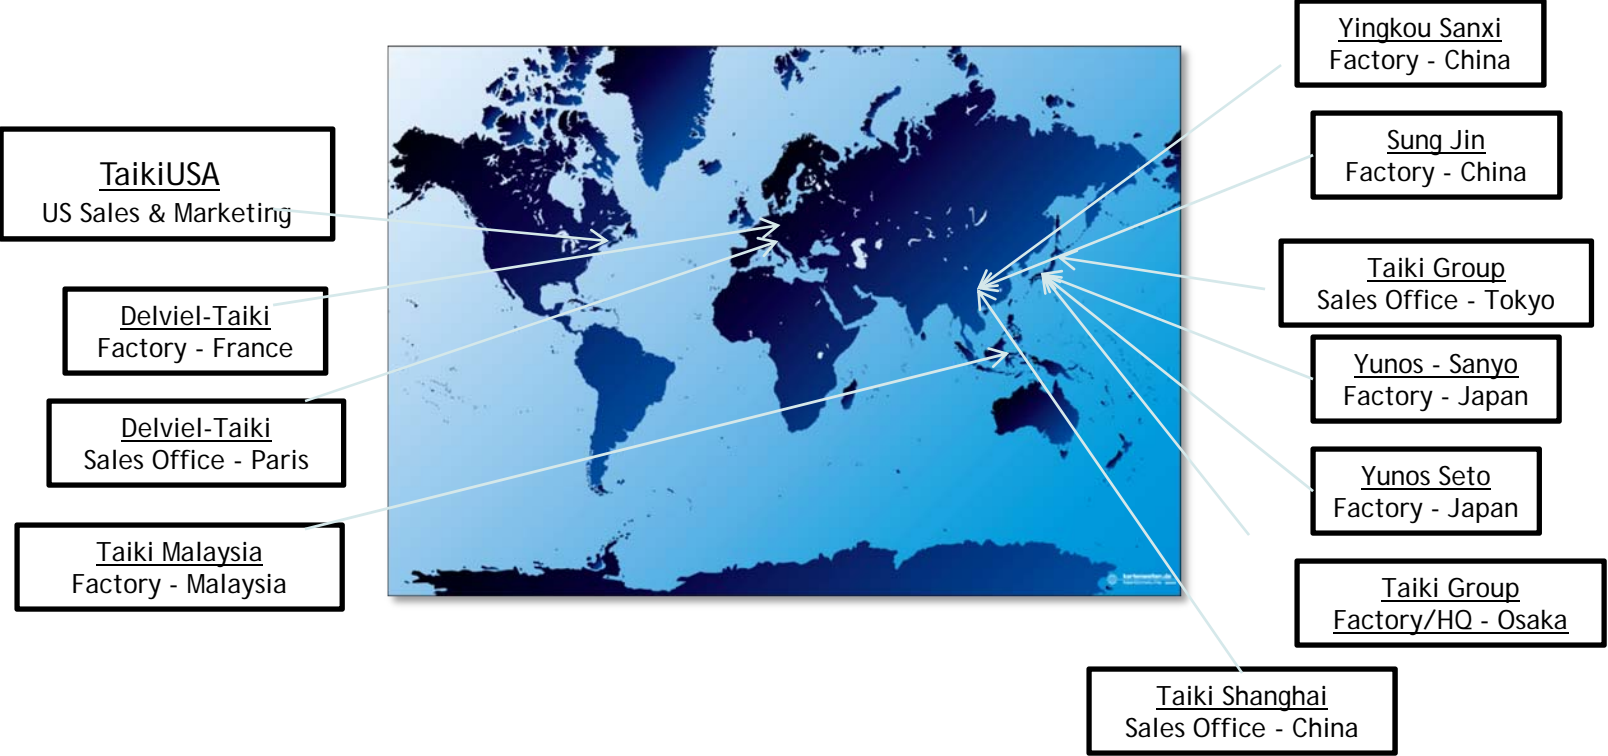 Yingkou Sanxi
Factory - China
Sung Jin
Factory - China
TaikiUSA
US Sales & Marketing
Taiki Group
Sales Office - Tokyo
Delviel-Taiki
Factory - France
Yunos - Sanyo
Factory - Japan
Delviel-Taiki
Sales Office - Paris
Yunos Seto
Factory - Japan
Taiki Malaysia
Factory - Malaysia
Taiki Group
Factory/HQ - Osaka
Taiki Shanghai
Sales Office - China
kartenwelten.de